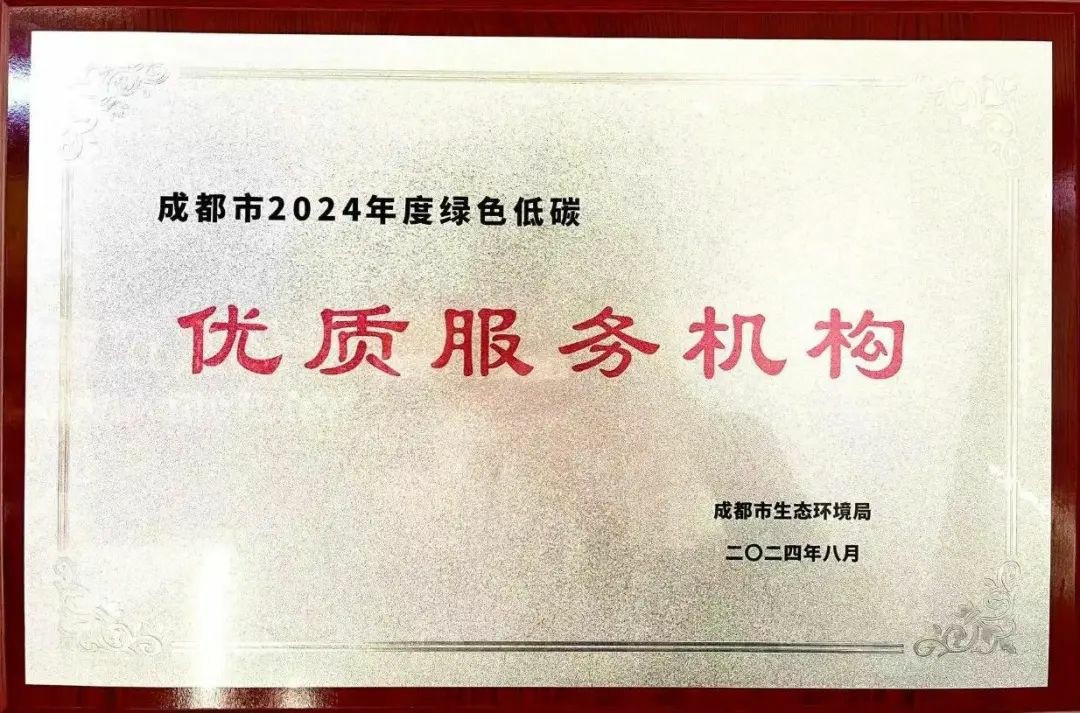 成都市2024年度绿色低碳
优质服务机构
成都市生态环境局
二〇二四年八月